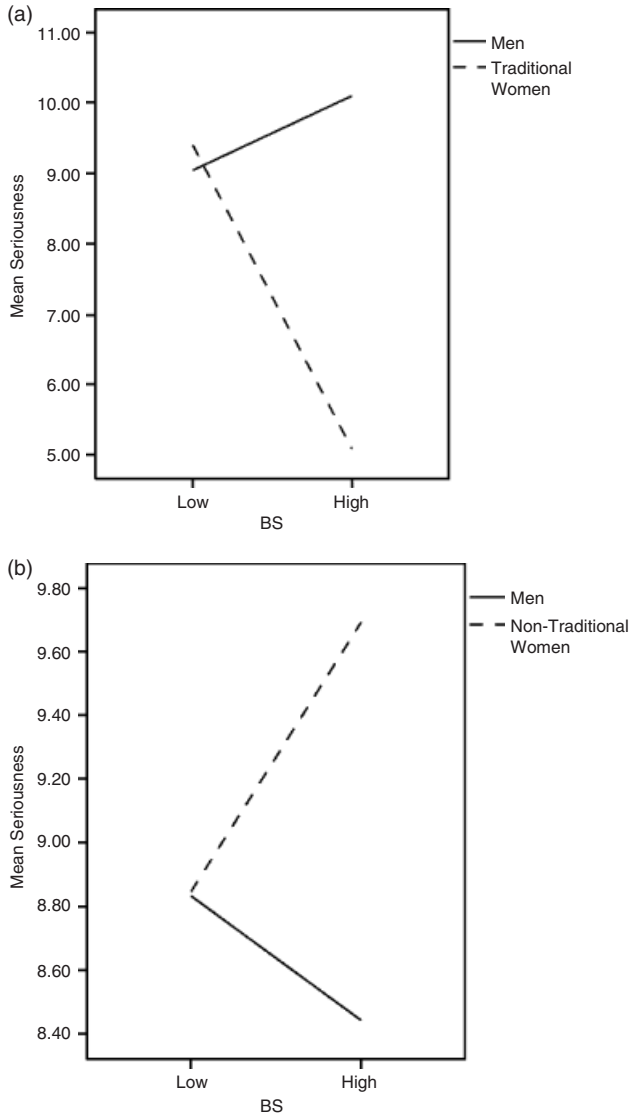 (a)
11.00
10.00
9.00
8.00
7.00
6.00
5.00
Mean Seriousness
Low
High
BS
Men
Traditional
Women
(b)
9.80
9.60
9.40
9.20
9.00
8.80
8.60
8.40
Mean Seriousness
Low
High
BS
Men
Non-Traditional
Women